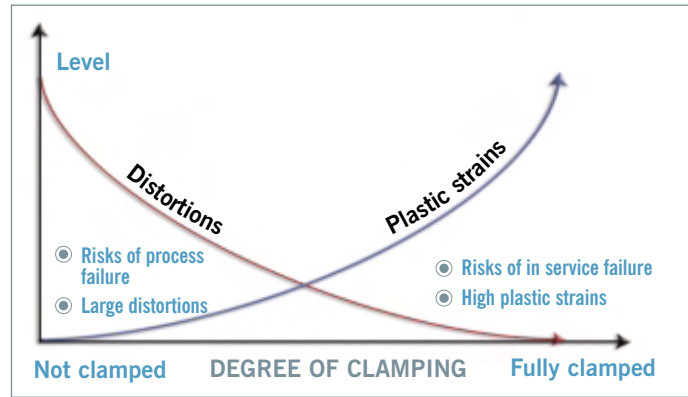 Level
Distortions
Plastic strains
Risks of process
failure
Large distortions
Risks of in service failure
High plastic strains
Not clamped
DEGREE OF CLAMPING
Fully clamped